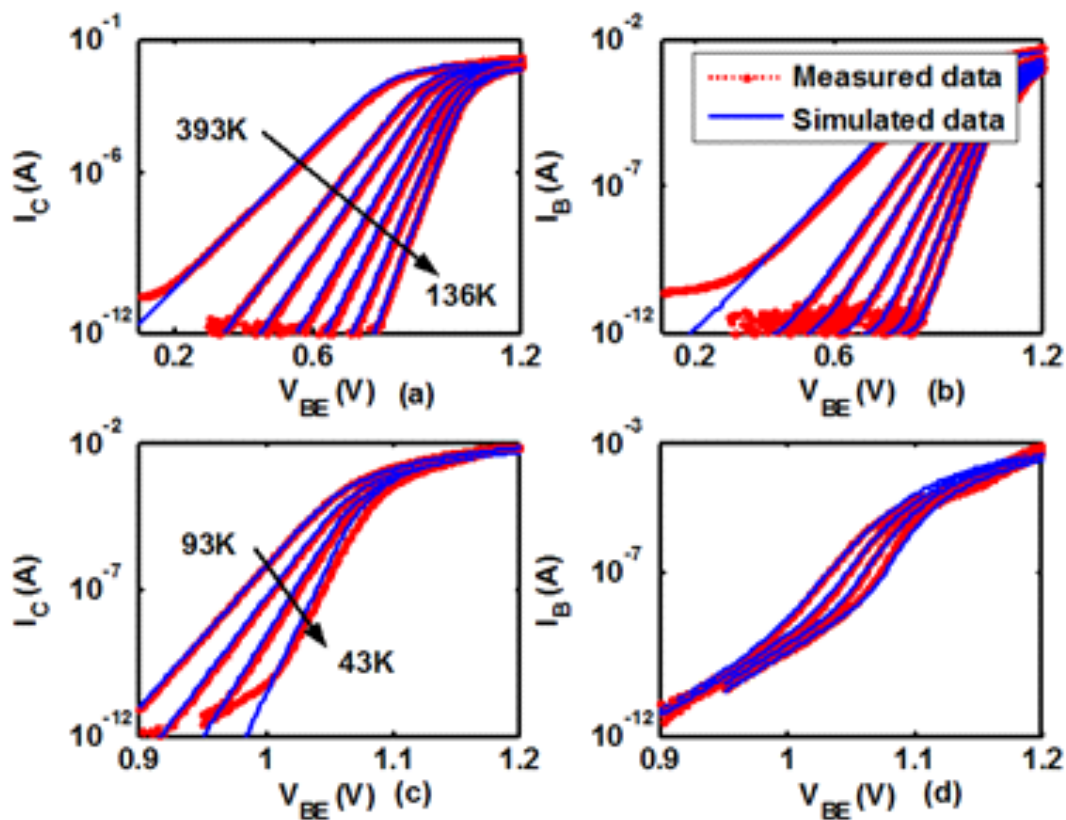 10^-1
10^-6
10^-12
I_C (A)
393K
136K
0.2 0.6 1.2
V_BE (V) (a)
10^-2
10^-7
10^-12
I_B (A)
Measured data
Simulated data
0.2 0.6 1.2
V_BE (V) (b)
10^-2
10^-7
10^-12
I_C (A)
93K
43K
0.9 1 1.1 1.2
V_BE (V) (c)
10^-3
10^-7
10^-12
I_B (A)
0.9 1 1.1 1.2
V_BE (V) (d)